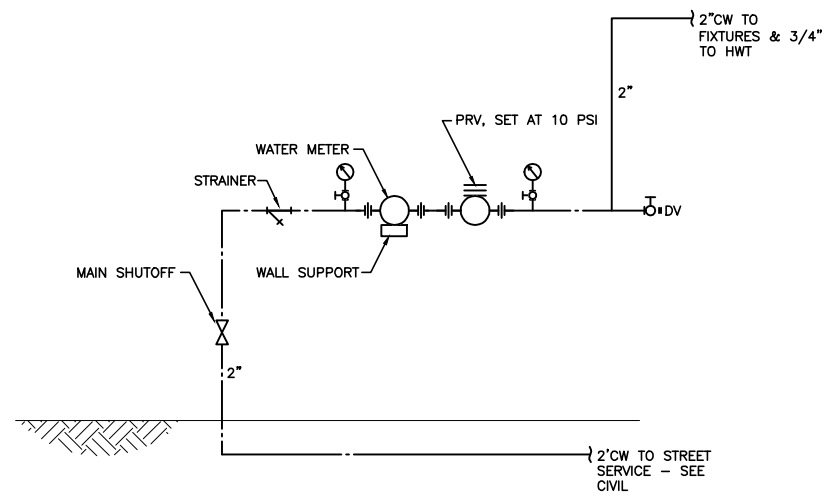 2"CW TO
FIXTURES & 3/4"
TO HWT
2"
PRV, SET AT 10 PSI
WATER METER
STRAINER
DV
MAIN SHUTOFF
WALL SUPPORT
2"
2'CW TO STREET
SERVICE – SEE
CIVIL